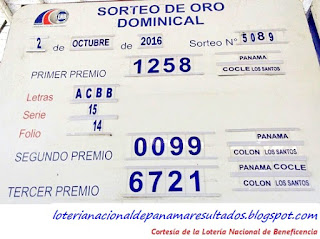 SORTEO DE ORO
DOMINICAL
2 de OCTUBRE de 2016 Sorteo N° 5089
PRIMER PREMIO 1258 PANAMA
COCLE LOS SANTOS
Letras ACBB
Serie 15
Folio 14
SEGUNDO PREMIO 0099 PANAMA
COLON LOS SANTOS
TERCER PREMIO 6721 PANAMA COCLE
COLON LOS SANTOS
loterianacionaldepanamaresultados.blogspot.com
Cortesía de la Loteria Nacional de Beneficencia